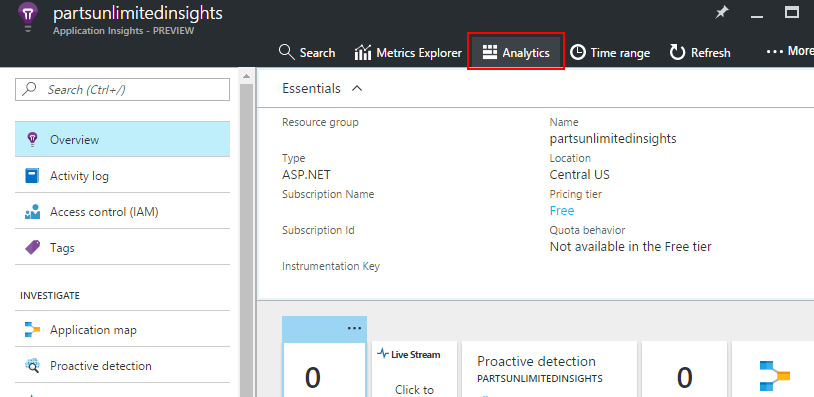 partsunlimitedinsights
Application Insights - PREVIEW
Search
Metrics Explorer
Analytics
Time range
Refresh
More
Search (Ctrl+/)
Overview
Activity log
Access control (IAM)
Tags
INVESTIGATE
Application map
Proactive detection
Essentials
Resource group
Name
partsunlimitedinsights
Type
Location
ASP.NET
Central US
Subscription Name
Pricing tier
Free
Subscription Id
Quota behavior
Not available in the Free tier
Instrumentation Key
0
Live Stream
Click to
Proactive detection
PARTSUNLIMITEDINSIGHTS
0